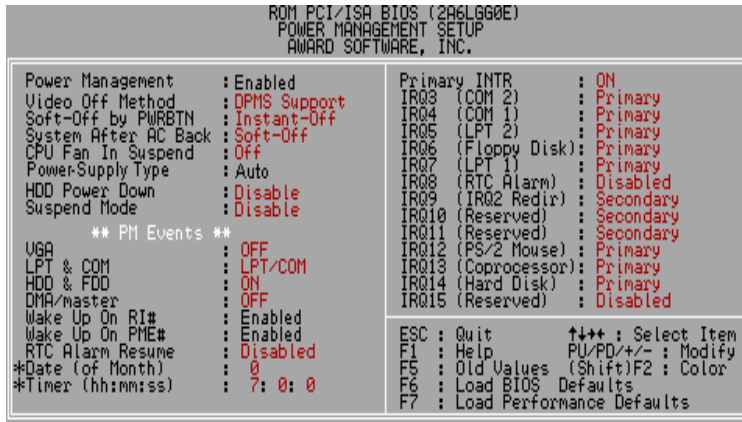 ROM PCI/ISA BIOS (2A6LGG0E)
POWER MANAGEMENT SETUP
AWARD SOFTWARE, INC.
Power Management : Enabled
Video Off Method : DPMS Support
Soft-Off by PWRBTN : Instant-Off
System After AC Back : Soft-Off
CPU Fan In Suspend : Off
Power-Supply Type : Auto
HDD Power Down : Disable
Suspend Mode : Disable
** PM Events **
VGA : OFF
LPT & COM : LPT/COM
HDD & FDD : ON
DMA/master : OFF
Wake Up On RI# : Enabled
Wake Up On PME# : Enabled
RTC Alarm Resume : Disabled
*Date (of Month) : 0
*Timer (hh:mm:ss) : 7: 0: 0
Primary INTR : ON
IRQ3 (COM 2) : Primary
IRQ4 (COM 1) : Primary
IRQ5 (LPT 2) : Primary
IRQ6 (Floppy Disk): Primary
IRQ7 (LPT 1) : Primary
IRQ8 (RTC Alarm) : Disabled
IRQ9 (IRQ2 Redir) : Secondary
IRQ10 (Reserved) : Secondary
IRQ11 (Reserved) : Secondary
IRQ12 (PS/2 Mouse) : Primary
IRQ13 (Coprocessor): Primary
IRQ14 (Hard Disk) : Primary
IRQ15 (Reserved) : Disabled
ESC : Quit ↑↓→← : Select Item
F1 : Help PU/PD/+/- : Modify
F5 : Old Values (Shift)F2 : Color
F6 : Load BIOS Defaults
F7 : Load Performance Defaults